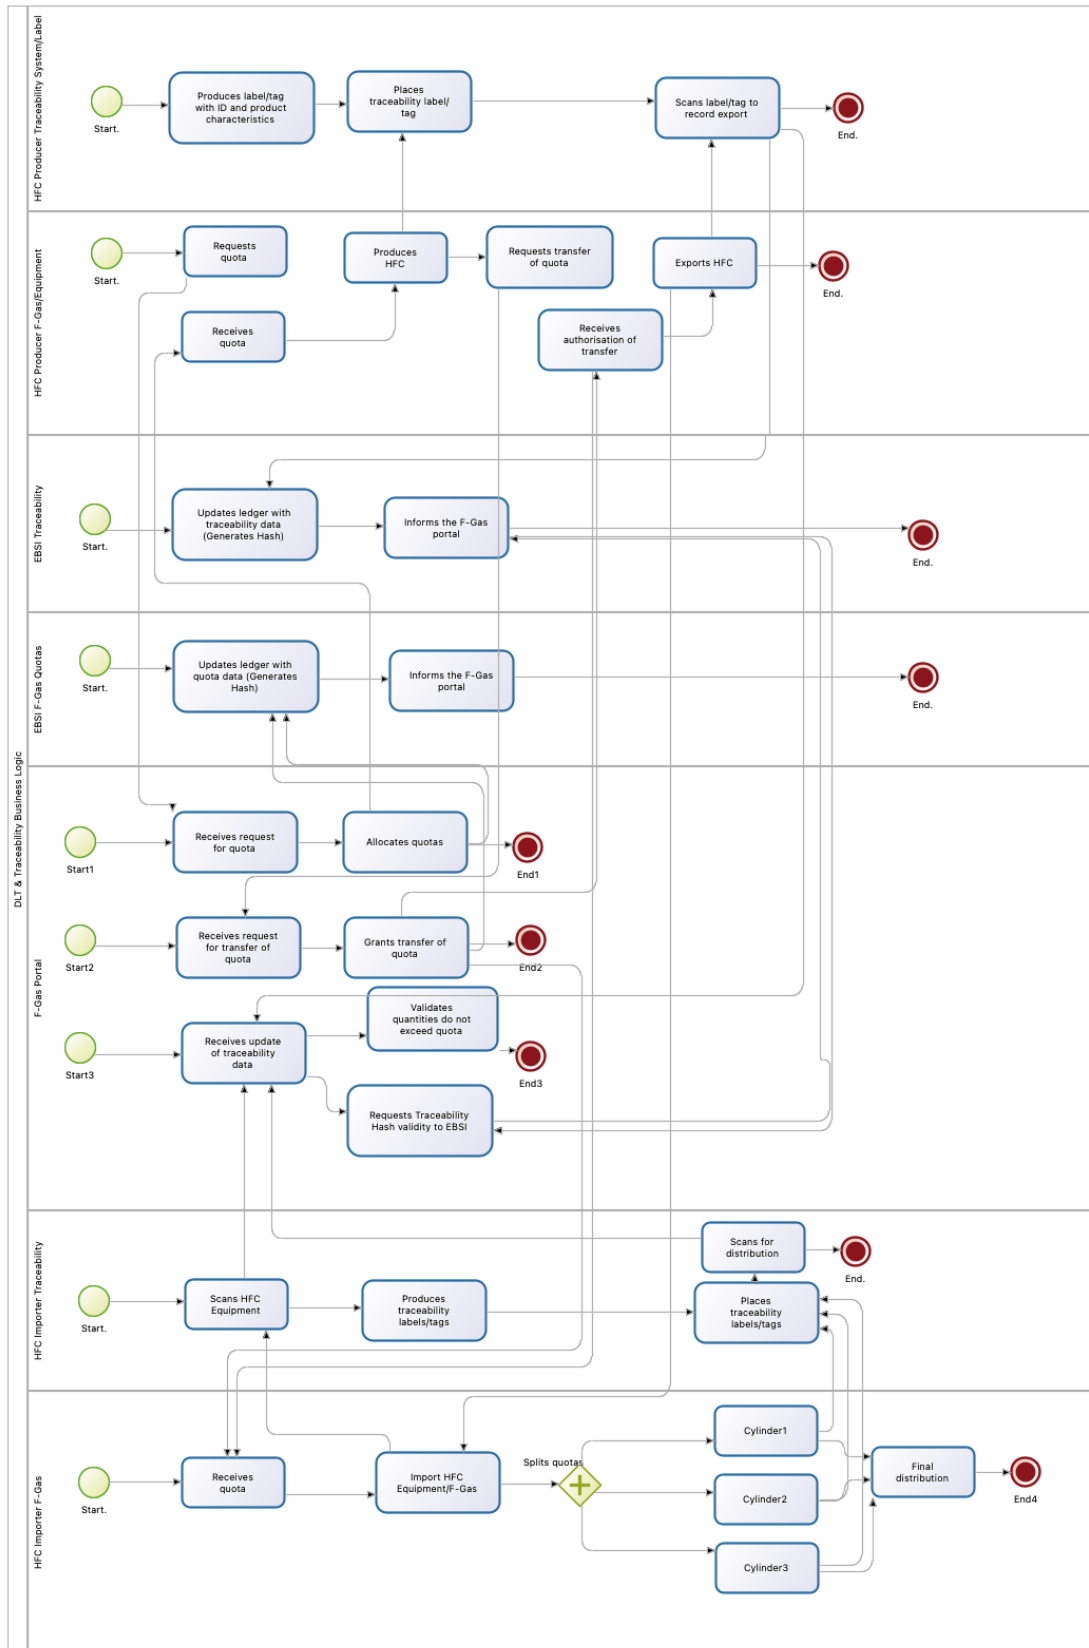 DLT & Traceability Business Logic
HFC Producer Traceability System/Label
Start.
Produces label/tag
with ID and product
characteristics
Places
traceability label/
tag
Scans label/tag to
record export
End.
HFC Producer F-Gas/Equipment
Start.
Requests
quota
Receives
quota
Produces
HFC
Requests transfer
of quota
Receives
authorisation of
transfer
Exports HFC
End.
EBSI Traceability
Start.
Updates ledger with
traceability data
(Generates Hash)
Informs the F-Gas
portal
End.
EBSI F-Gas Quotas
Start.
Updates ledger with
quota data (Generates
Hash)
Informs the F-Gas
portal
End.
F-Gas Portal
Start1
Receives request
for quota
Allocates quotas
End1
Start2
Receives request
for transfer of
quota
Grants transfer of
quota
End2
Start3
Receives update
of traceability
data
Validates
quantities do not
exceed quota
End3
Requests Traceability
Hash validity to EBSI
HFC Importer Traceability
Start.
Scans HFC
Equipment
Produces
traceability
labels/tags
Places
traceability
labels/tags
Scans for
distribution
End.
HFC Importer F-Gas
Start.
Receives
quota
Import HFC
Equipment/F-Gas
Splits quotas
Cylinder1
Cylinder2
Cylinder3
Final
distribution
End4